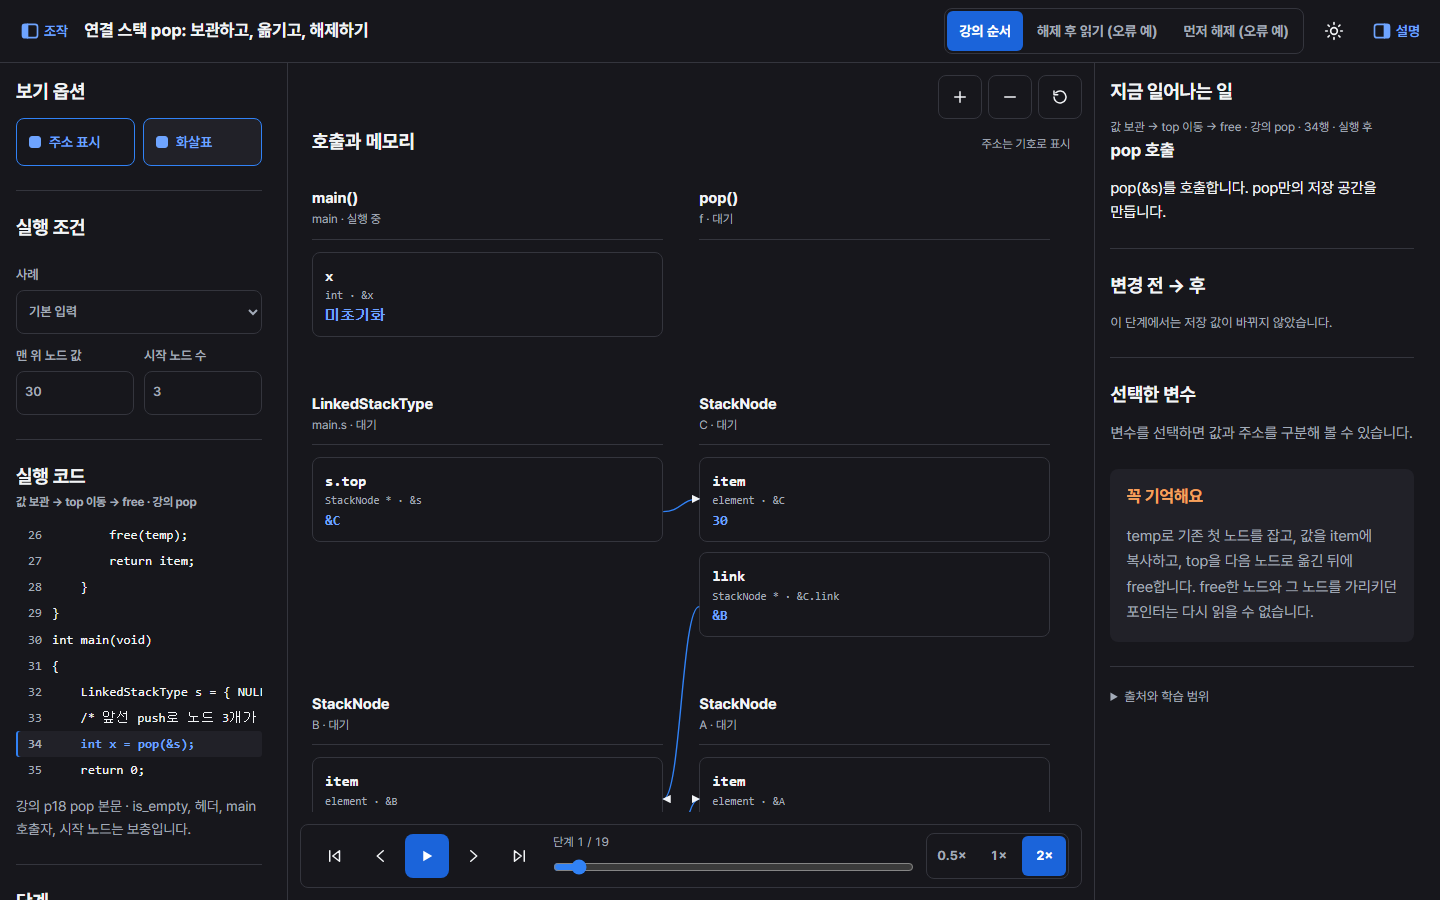 조작
연결 스택 pop: 보관하고, 옮기고, 해제하기
강의 순서
해제 후 읽기 (오류 예)
먼저 해제 (오류 예)
설명
보기 옵션
주소 표시
화살표
실행 조건
사례
기본 입력
맨 위 노드 값
시작 노드 수
30
3
실행 코드
값 보관 → top 이동 → free · 강의 pop
26 free(temp);
27 return item;
28 }
29 }
30 int main(void)
31 {
32 LinkedStackType s = { NUL
33 /* 앞선 push로 노드 3개가
34 int x = pop(&s);
35 return 0;
강의 p18 pop 본문 · is_empty, 헤더, main
호출자, 시작 노드는 보충입니다.
단계
호출과 메모리
주소는 기호로 표시
main()
main · 실행 중
x
int · &x
미초기화
pop()
f · 대기
LinkedStackType
main.s · 대기
s.top
StackNode * · &s
&C
StackNode
C · 대기
item
element · &C
30
link
StackNode * · &C.link
&B
StackNode
B · 대기
item
element · &B
StackNode
A · 대기
item
element · &A
단계 1 / 19
0.5×
1×
2×
지금 일어나는 일
값 보관 → top 이동 → free · 강의 pop · 34행 · 실행 후
pop 호출
pop(&s)를 호출합니다. pop만의 저장 공간을
만듭니다.
변경 전 → 후
이 단계에서는 저장 값이 바뀌지 않았습니다.
선택한 변수
변수를 선택하면 값과 주소를 구분해 볼 수 있습니다.
꼭 기억해요
temp로 기존 첫 노드를 잡고, 값을 item에
복사하고, top을 다음 노드로 옮긴 뒤에
free합니다. free한 노드와 그 노드를 가리키던
포인터는 다시 읽을 수 없습니다.
출처와 학습 범위